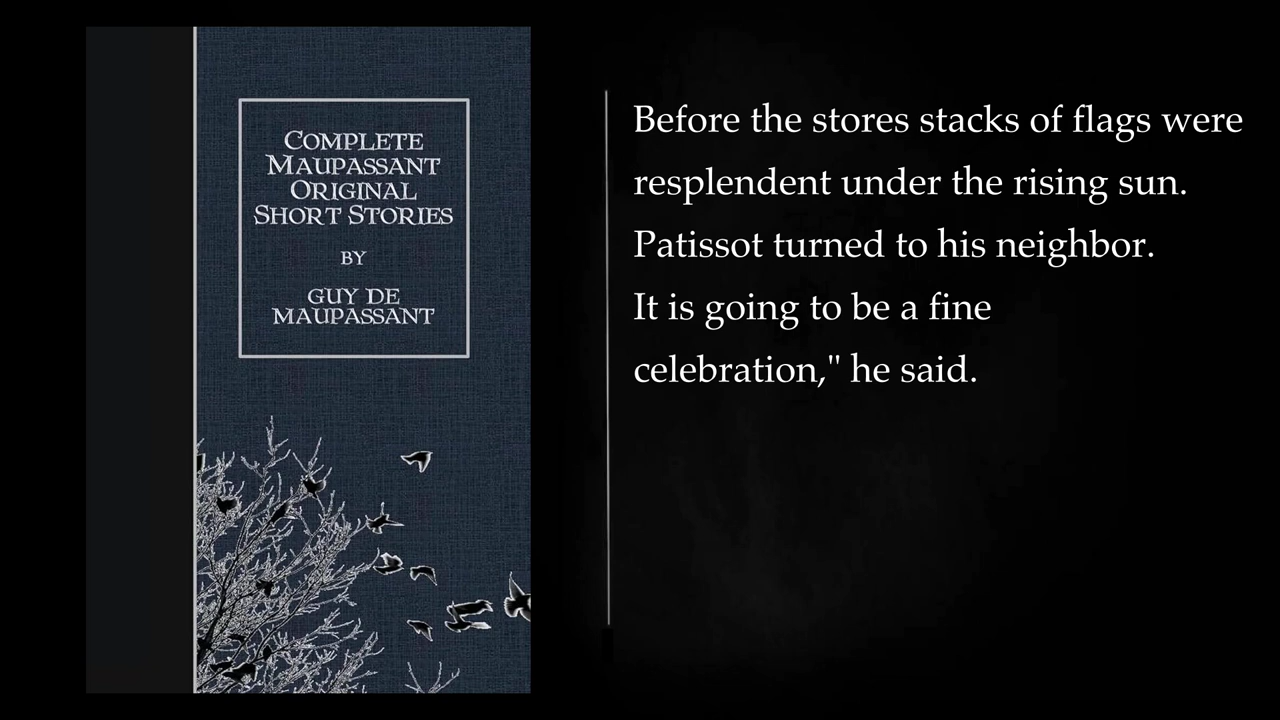 COMPLETE
MAUPASSANT
ORIGINAL
SHORT STORIES
BY
GUY DE
MAUPASSANT
Before the stores stacks of flags were
resplendent under the rising sun.
Patissot turned to his neighbor.
It is going to be a fine
celebration," he said.